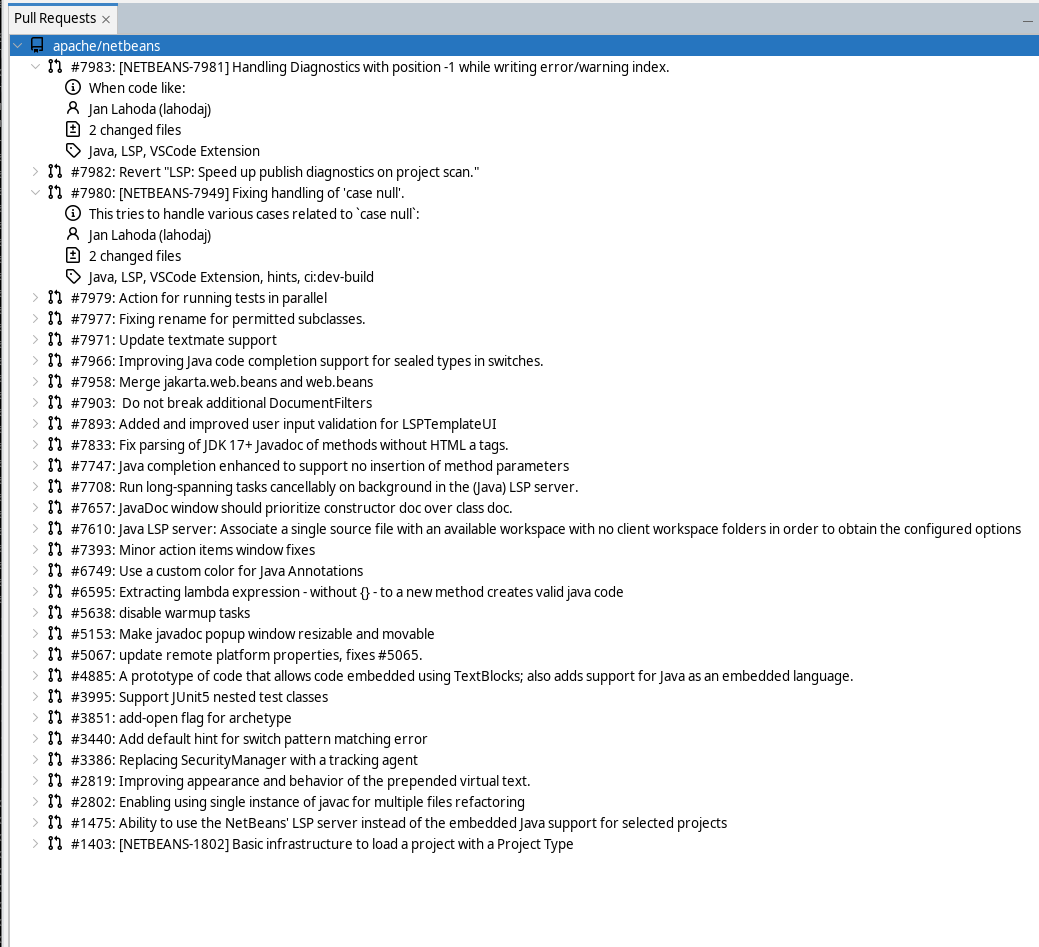 Pull Requests
apache/netbeans
#7983: [NETBEANS-7981] Handling Diagnostics with position -1 while writing error/warning index.
When code like:
Jan Lahoda (lahodaj)
2 changed files
Java, LSP, VSCode Extension
#7982: Revert "LSP: Speed up publish diagnostics on project scan."
#7980: [NETBEANS-7949] Fixing handling of 'case null'.
This tries to handle various cases related to `case null`:
Jan Lahoda (lahodaj)
2 changed files
Java, LSP, VSCode Extension, hints, ci:dev-build
#7979: Action for running tests in parallel
#7977: Fixing rename for permitted subclasses.
#7971: Update textmate support
#7966: Improving Java code completion support for sealed types in switches.
#7958: Merge jakarta.web.beans and web.beans
#7903:  Do not break additional DocumentFilters
#7893: Added and improved user input validation for LSPTemplateUI
#7833: Fix parsing of JDK 17+ Javadoc of methods without HTML a tags.
#7747: Java completion enhanced to support no insertion of method parameters
#7708: Run long-spanning tasks cancellably on background in the (Java) LSP server.
#7657: JavaDoc window should prioritize constructor doc over class doc.
#7610: Java LSP server: Associate a single source file with an available workspace with no client workspace folders in order to obtain the configured options
#7393: Minor action items window fixes
#6749: Use a custom color for Java Annotations
#6595: Extracting lambda expression - without {} - to a new method creates valid java code
#5638: disable warmup tasks
#5153: Make javadoc popup window resizable and movable
#5067: update remote platform properties, fixes #5065.
#4885: A prototype of code that allows code embedded using TextBlocks; also adds support for Java as an embedded language.
#3995: Support JUnit5 nested test classes
#3851: add-open flag for archetype
#3440: Add default hint for switch pattern matching error
#3386: Replacing SecurityManager with a tracking agent
#2819: Improving appearance and behavior of the prepended virtual text.
#2802: Enabling using single instance of javac for multiple files refactoring
#1475: Ability to use the NetBeans' LSP server instead of the embedded Java support for selected projects
#1403: [NETBEANS-1802] Basic infrastructure to load a project with a Project Type